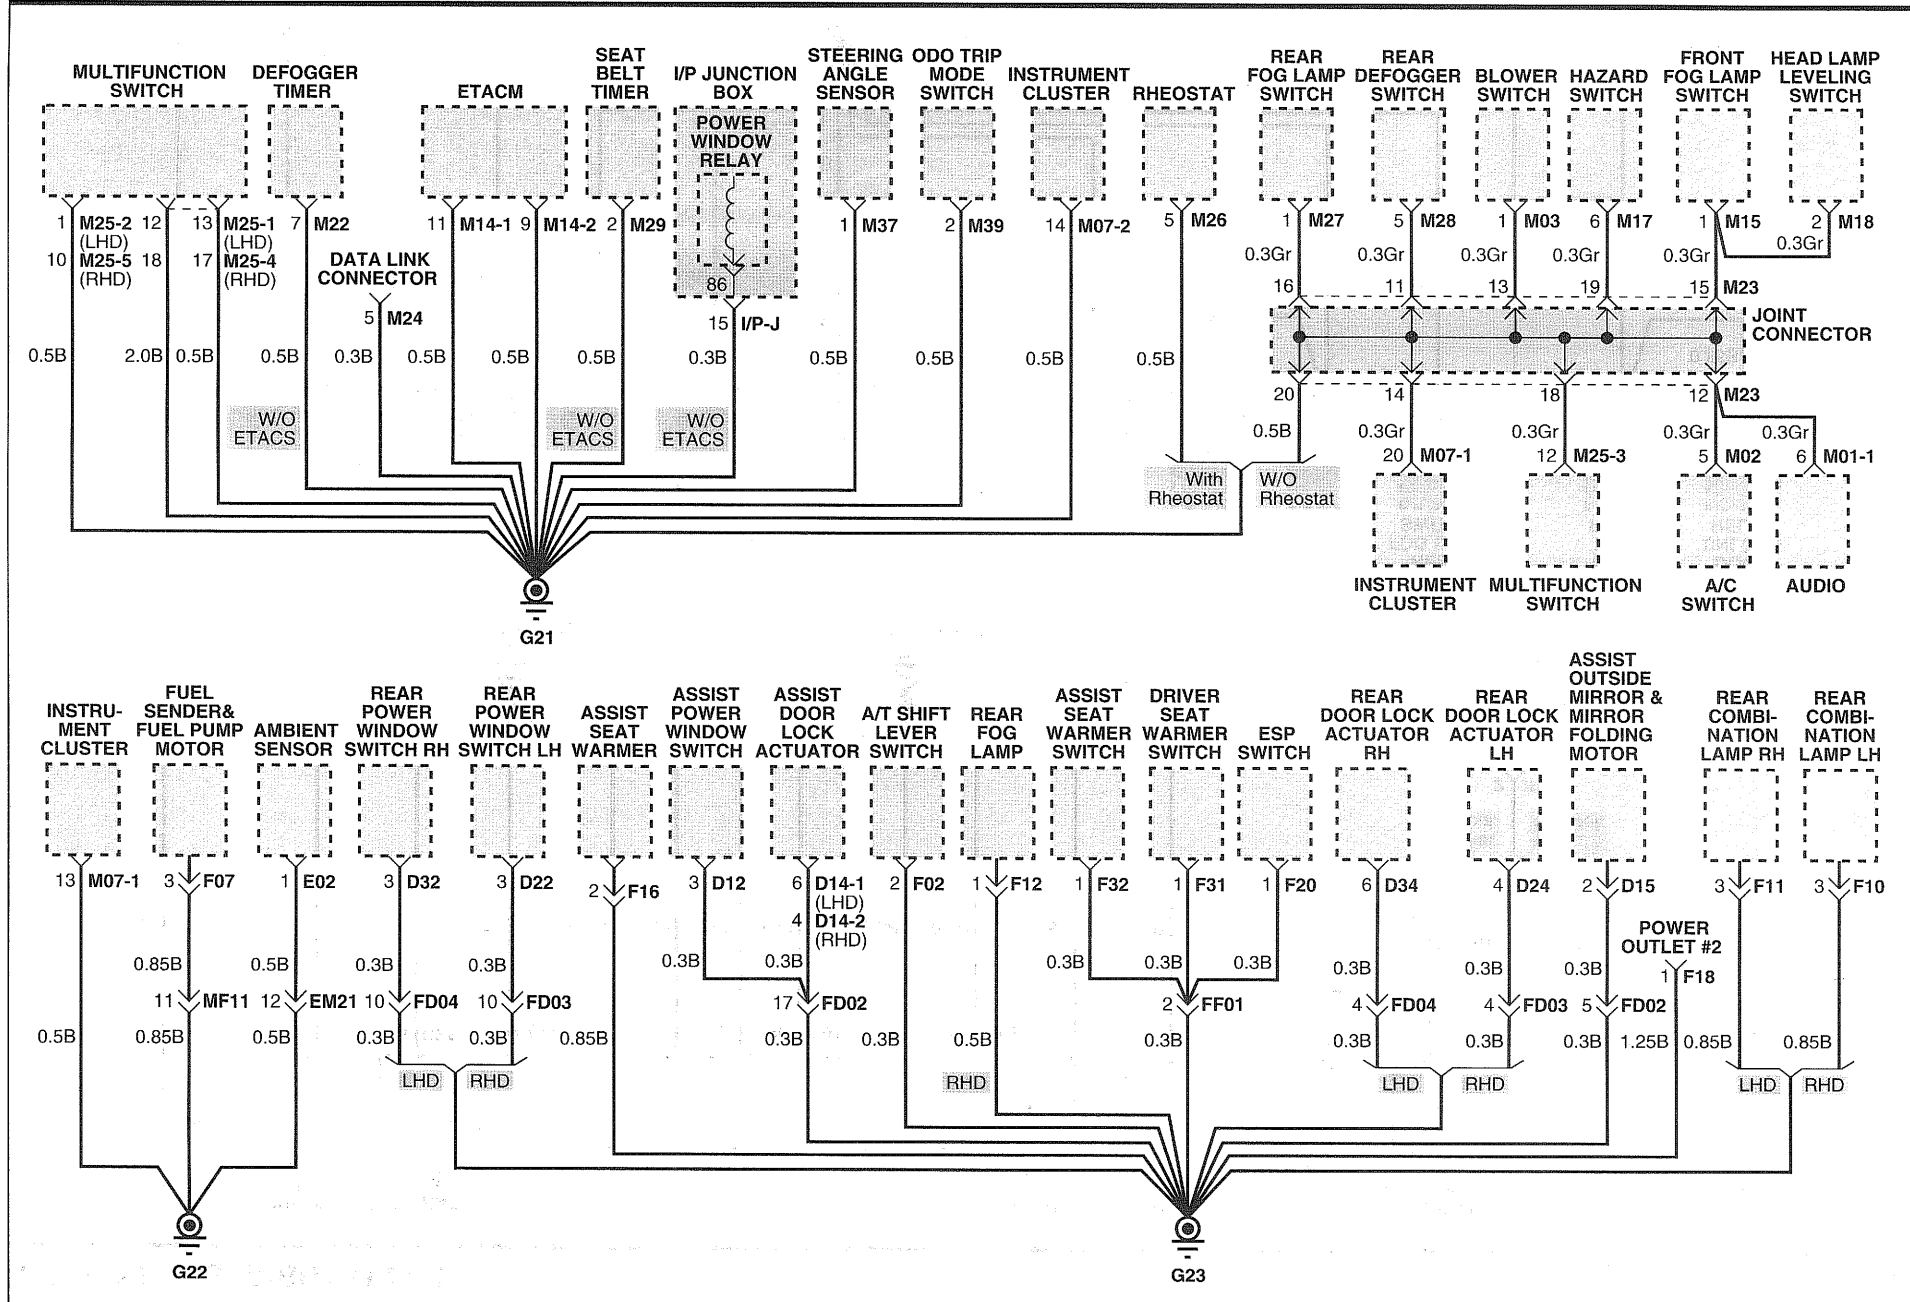 MULTIFUNCTION
SWITCH
DEFOGGER
TIMER
ETACM
SEAT
BELT
TIMER
I/P JUNCTION
BOX
POWER
WINDOW
RELAY
STEERING
ANGLE
SENSOR
ODO TRIP
MODE
SWITCH
INSTRUMENT
CLUSTER
RHEOSTAT
REAR
FOG LAMP
SWITCH
REAR
DEFOGGER
SWITCH
BLOWER
SWITCH
HAZARD
SWITCH
FRONT
FOG LAMP
SWITCH
HEAD LAMP
LEVELING
SWITCH
1 M25-2 12 13 M25-1 7 M22 11 M14-1 9 M14-2 2 M29 1 M37 2 M39 14 M07-2 5 M26 1 M27 5 M28 1 M03 6 M17 1 M15 2 M18
(LHD) (LHD)
10 M25-5 18 17 M25-4
(RHD) (RHD)
DATA LINK
CONNECTOR
5 M24
86
15 I/P-J
0.3Gr 0.3Gr 0.3Gr 0.3Gr 0.3Gr 0.3Gr
16 11 13 19 15 M23
JOINT
CONNECTOR
0.5B 2.0B 0.5B 0.5B 0.3B 0.5B 0.5B 0.5B 0.3B 0.5B 0.5B 0.5B 0.5B
20 14 18 12 M23
W/O
ETACS
W/O
ETACS
W/O
ETACS
0.5B 0.3Gr 0.3Gr 0.3Gr 0.3Gr
20 M07-1 12 M25-3 5 M02 6 M01-1
With
Rheostat
W/O
Rheostat
INSTRUMENT
CLUSTER
MULTIFUNCTION
SWITCH
A/C
SWITCH
AUDIO
G21
INSTRU-
MENT
CLUSTER
FUEL
SENDER&
FUEL PUMP
MOTOR
AMBIENT
SENSOR
REAR
POWER
WINDOW
SWITCH RH
REAR
POWER
WINDOW
SWITCH LH
ASSIST
SEAT
WARMER
ASSIST
POWER
WINDOW
SWITCH
ASSIST
DOOR
LOCK
ACTUATOR
A/T SHIFT
LEVER
SWITCH
REAR
FOG
LAMP
ASSIST
SEAT
WARMER
SWITCH
DRIVER
SEAT
WARMER
SWITCH
ESP
SWITCH
REAR
DOOR LOCK
ACTUATOR
RH
REAR
DOOR LOCK
ACTUATOR
LH
ASSIST
OUTSIDE
MIRROR &
MIRROR
FOLDING
MOTOR
REAR
COMBI-
NATION
LAMP RH
REAR
COMBI-
NATION
LAMP LH
13 M07-1 3 F07 1 E02 3 D32 3 D22 2 F16 3 D12 6 D14-1 2 F02 1 F12 1 F32 1 F31 1 F20 6 D34 4 D24 2 D15 3 F11 3 F10
(LHD)
4 D14-2
(RHD)
POWER
OUTLET #2
1 F18
0.85B 0.5B 0.3B 0.3B 0.3B 0.3B 0.3B 0.3B 0.3B 0.3B 0.3B 0.3B
11 MF11 12 EM21 10 FD04 10 FD03 17 FD02 2 FF01 4 FD04 4 FD03 5 FD02
0.5B 0.85B 0.5B 0.3B 0.3B 0.85B 0.3B 0.3B 0.5B 0.3B 0.3B 0.3B 0.3B 1.25B 0.85B 0.85B
LHD RHD RHD LHD RHD LHD RHD
G22
G23